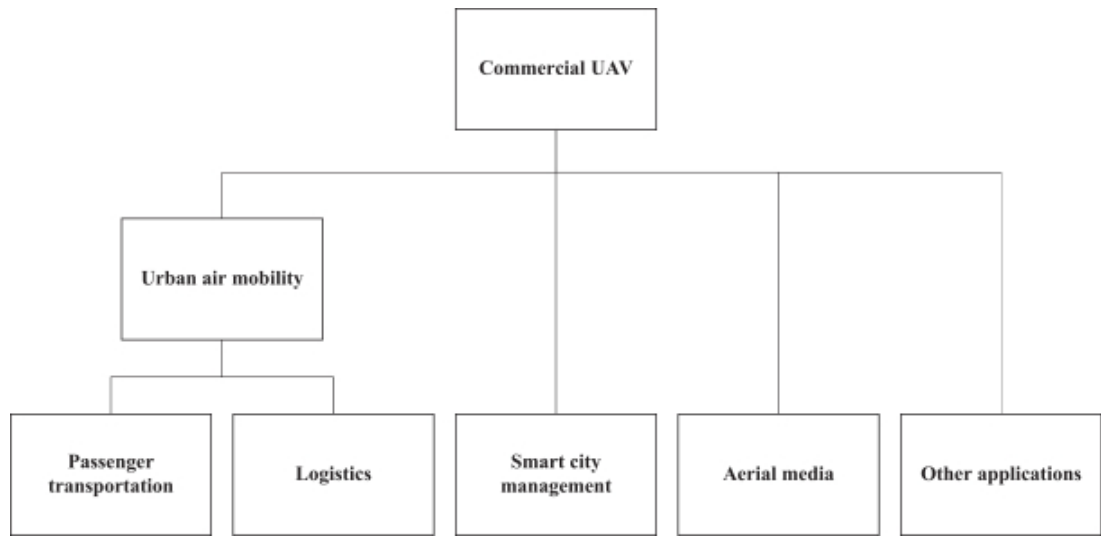 Commercial UAV
Urban air mobility
Passenger
transportation
Logistics
Smart city
management
Aerial media
Other applications